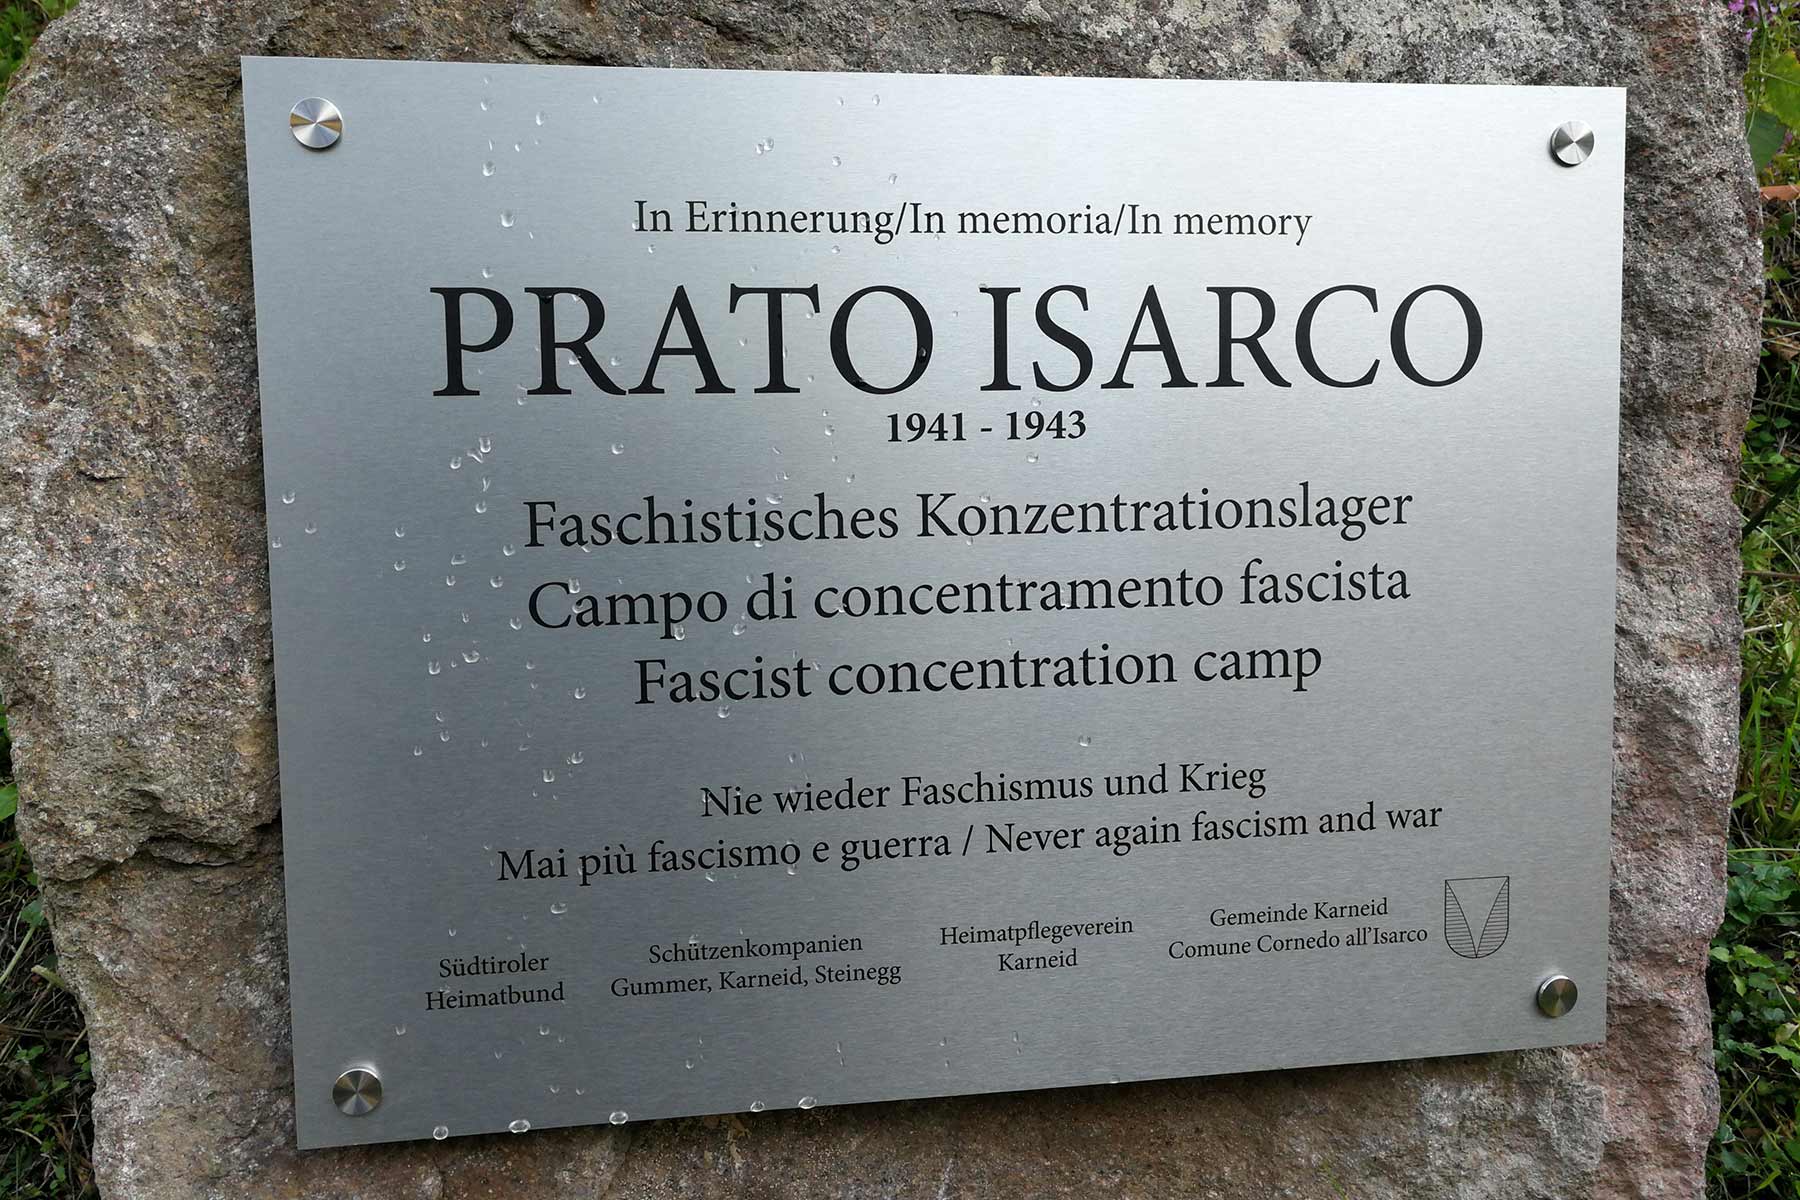 In Erinnerung/In memoria/In memory
PRATO ISARCO
1941 - 1943
Faschistisches Konzentrationslager
Campo di concentramento fascista
Fascist concentration camp
Nie wieder Faschismus und Krieg
Mai più fascismo e guerra / Never again fascism and war
Südtiroler
Heimatbund
Schützenkompanien
Gummer, Karneid, Steinegg
Heimatpflegeverein
Karneid
Gemeinde Karneid
Comune Cornedo all'Isarco